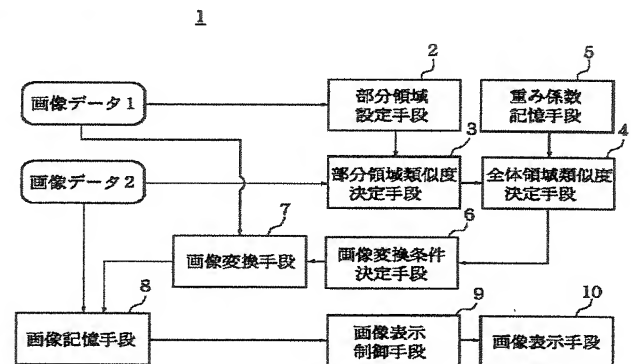 1
2
5
画像データ1
部分領域
設定手段
重み係数
記憶手段
3
4
画像データ2
部分領域類似度
決定手段
全体領域類似度
決定手段
7
6
画像変換手段
画像変換条件
決定手段
8
9
10
画像記憶手段
画像表示
制御手段
画像表示手段